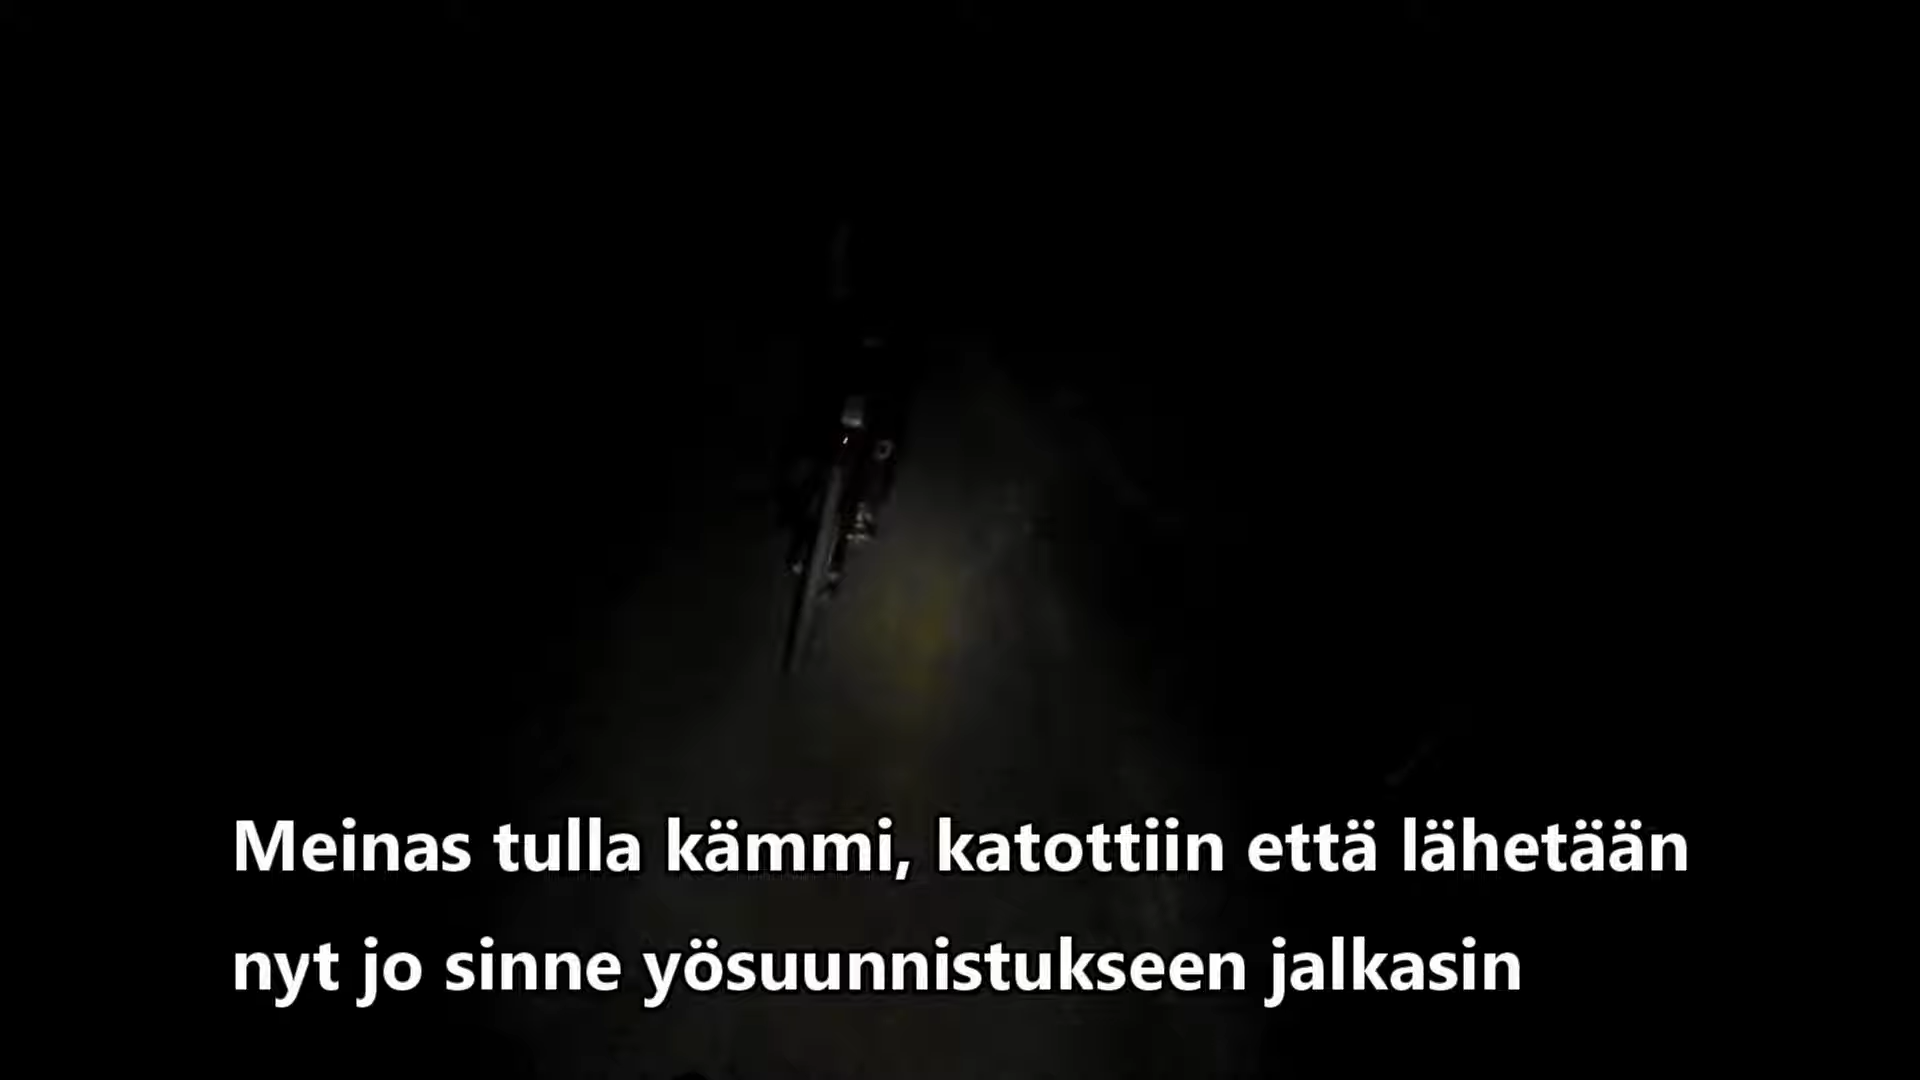 Meinas tulla kämmi, katottiin että lähetään
nyt jo sinne yösuunnistukseen jalkasin